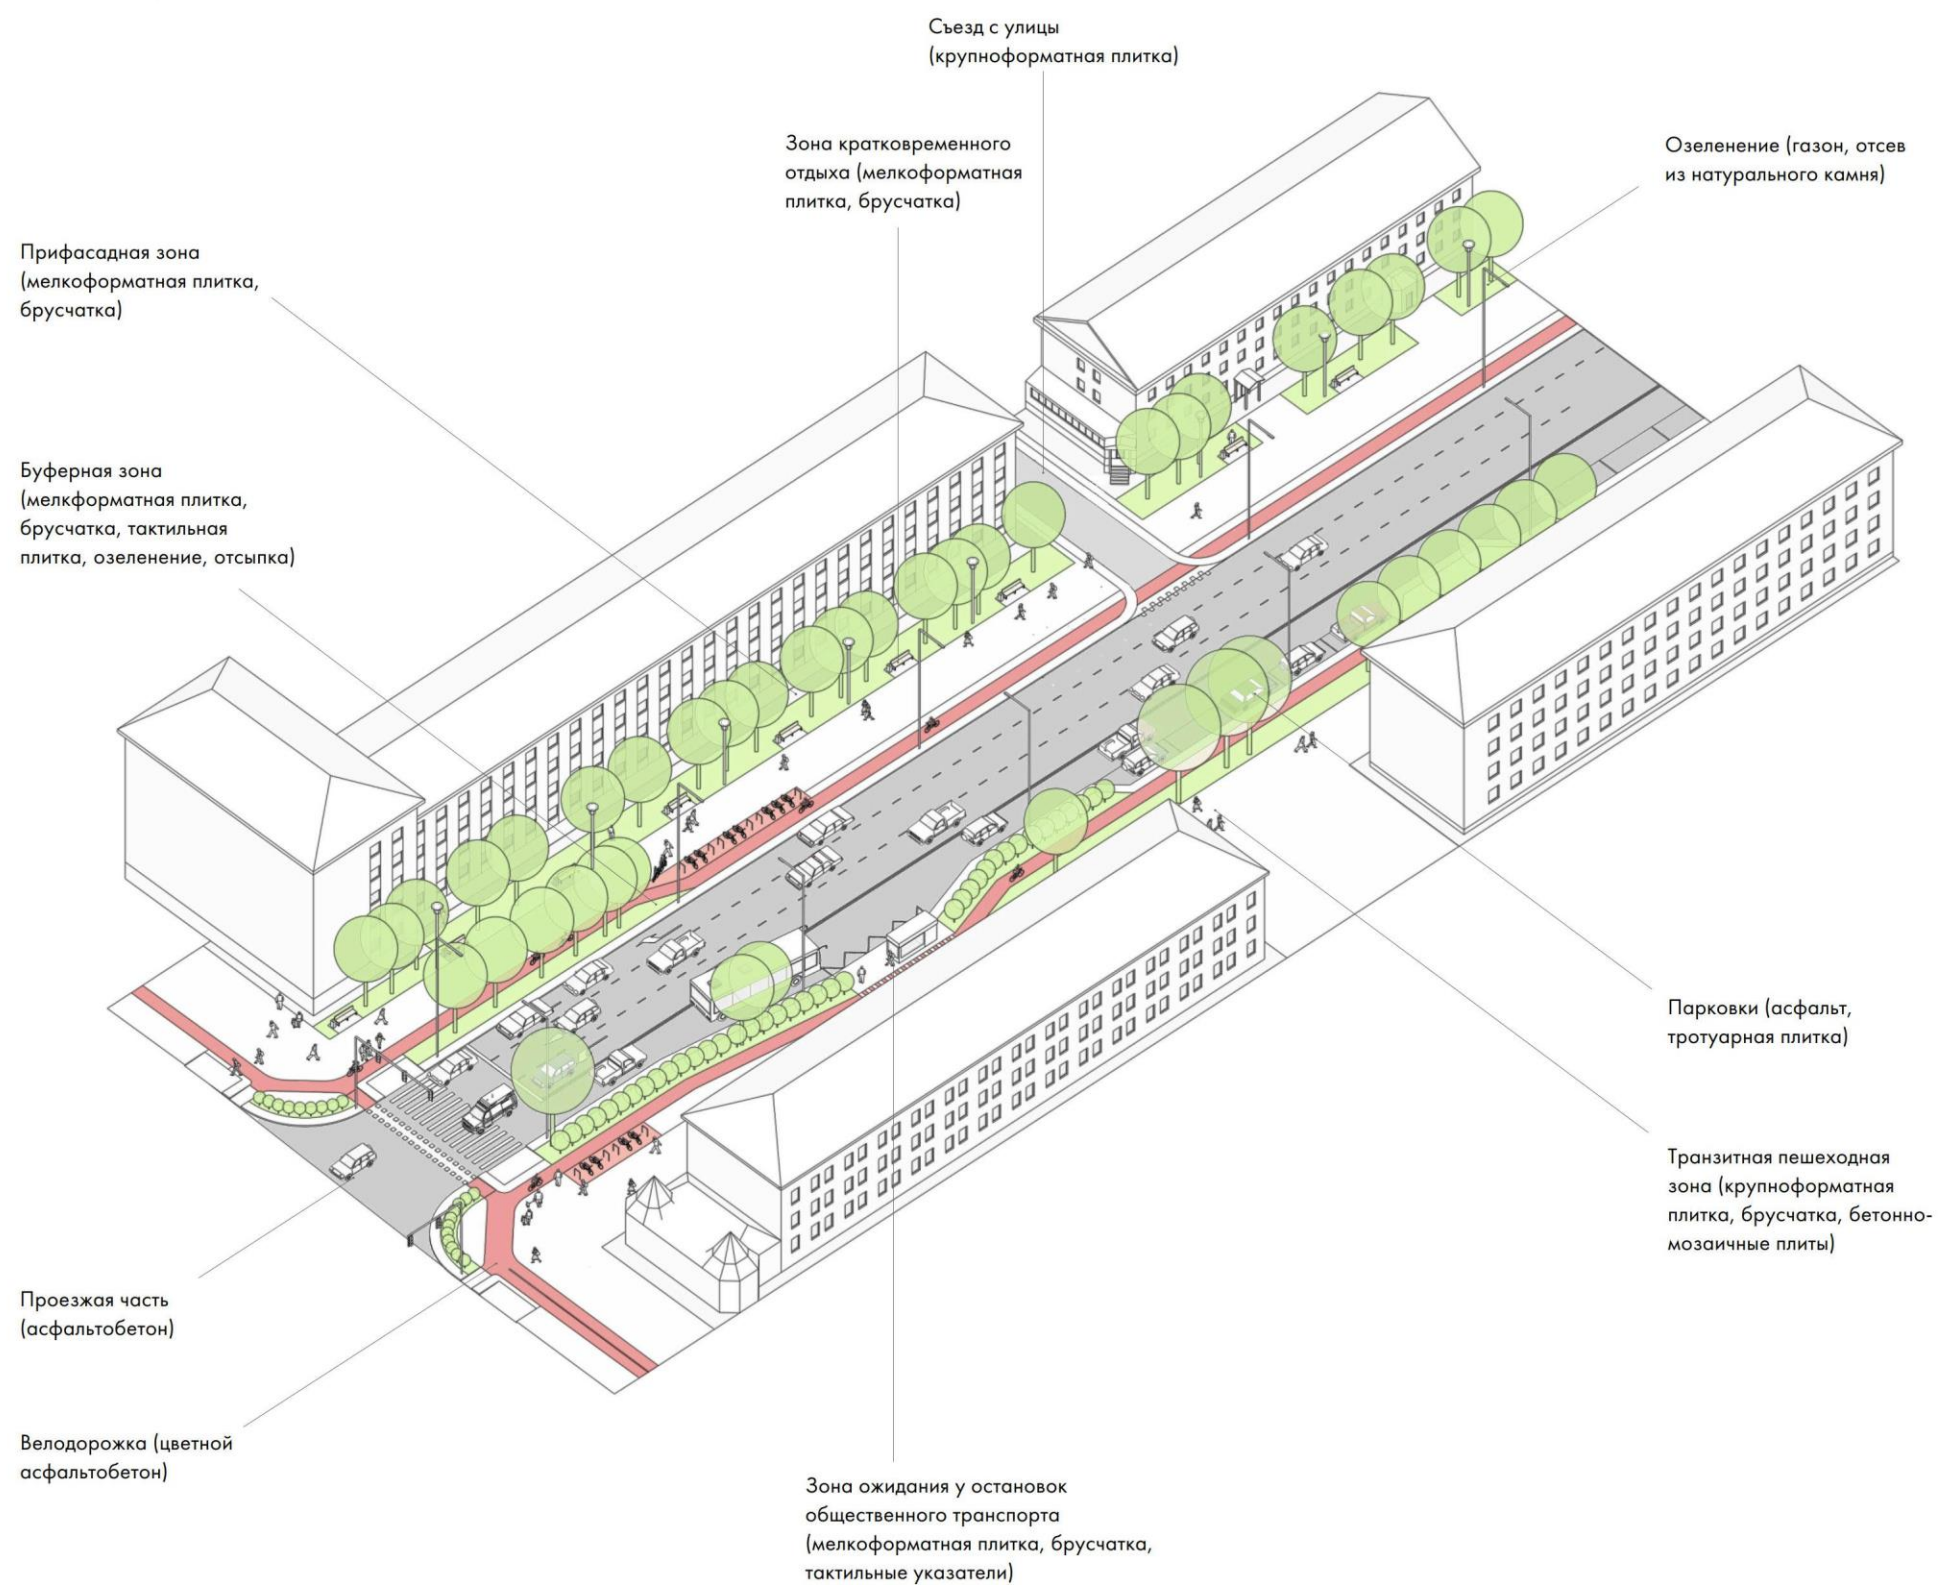 Съезд с улицы
(крупноформатная плитка)
Зона кратковременного
отдыха (мелкоформатная
плитка, брусчатка)
Озеленение (газон, отсев
из натурального камня)
Прифасадная зона
(мелкоформатная плитка,
брусчатка)
Буферная зона
(мелкформатная плитка,
брусчатка, тактильная
плитка, озеленение, отсыпка)
Парковки (асфальт,
тротуарная плитка)
Транзитная пешеходная
зона (крупноформатная
плитка, брусчатка, бетонно-
мозаичные плиты)
Проезжая часть
(асфальтобетон)
Велодорожка (цветной
асфальтобетон)
Зона ожидания у остановок
общественного транспорта
(мелкоформатная плитка, брусчатка,
тактильные указатели)